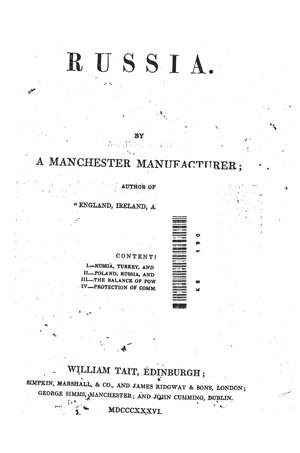 RUSSIA.
BY
A MANCHESTER MANUFACTURER;
AUTHOR OF
"ENGLAND, IRELAND, A
CONTENT
I.—RUSSIA, TURKEY, AND
II.—POLAND, RUSSIA, AND
III.—THE BALANCE OF POW
IV.—PROTECTION OF COMM
KB 190
WILLIAM TAIT, EDINBURGH;
SIMPKIN, MARSHALL, & CO., AND JAMES RIDGWAY & SONS, LONDON;
GEORGE SIMMS, MANCHESTER; AND JOHN CUMMING, DUBLIN.
MDCCCXXXVI.